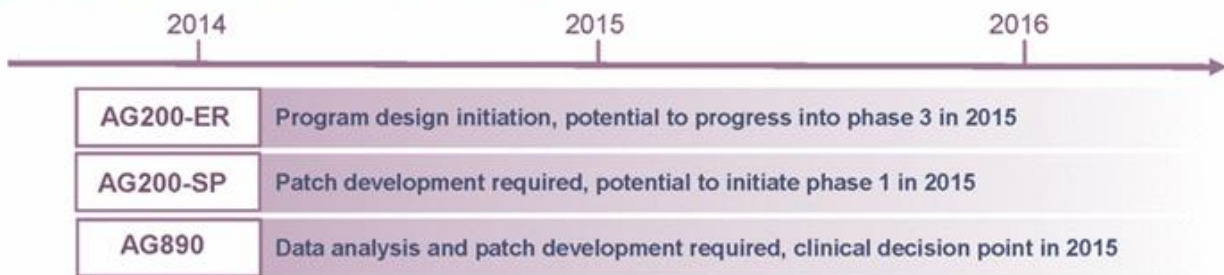 2014 2015 2016
AG200-ER Program design initiation, potential to progress into phase 3 in 2015
AG200-SP Patch development required, potential to initiate phase 1 in 2015
AG890 Data analysis and patch development required, clinical decision point in 2015